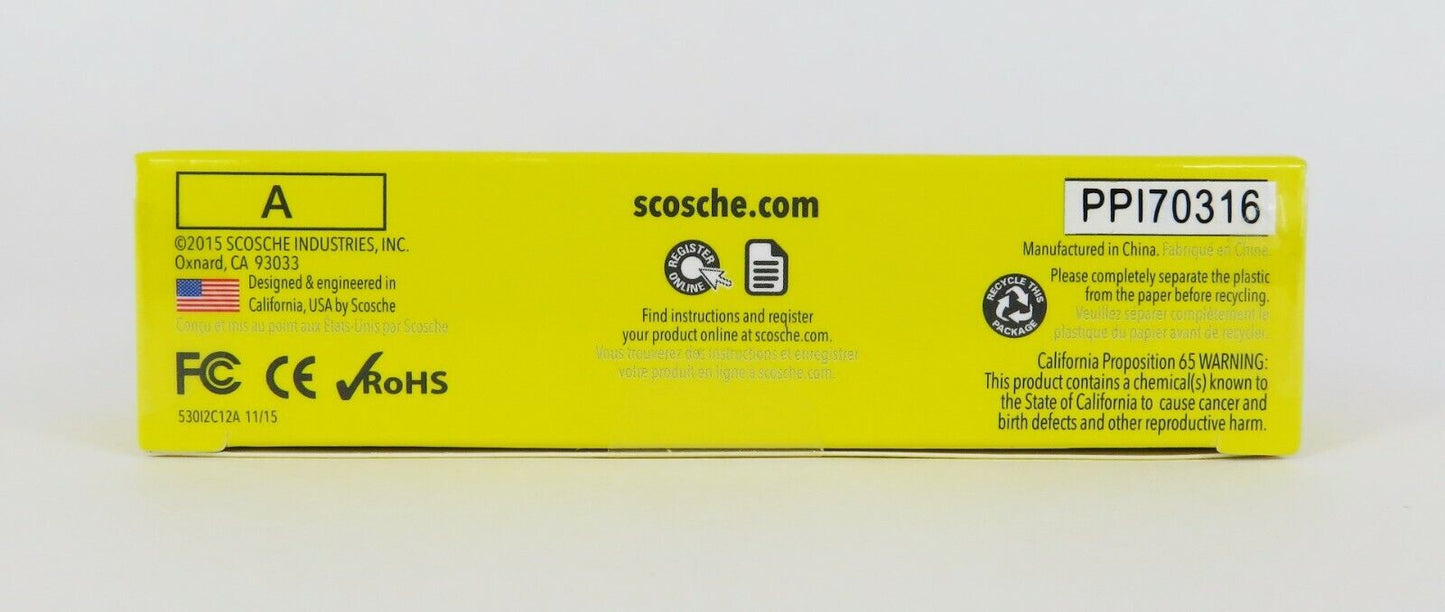 A
©2015 SCOSCHE INDUSTRIES, INC.
Oxnard, CA 93033
Designed & engineered in
California, USA by Scosche
Conçu et mis au point aux États-Unis par Scosche
FC CE RoHS
530I2C12A 11/15
scosche.com
REGISTER ONLINE
Find instructions and register
your product online at scosche.com.
Vous trouverez des instructions et enregistrer
votre produit en ligne à scosche.com.
PPI70316
Manufactured in China. Fabriqué en Chine.
RECYCLE THIS PACKAGE
Please completely separate the plastic
from the paper before recycling.
Veuillez séparer complètement le
plastique du papier avant de recycler.
California Proposition 65 WARNING:
This product contains a chemical(s) known to
the State of California to cause cancer and
birth defects and other reproductive harm.